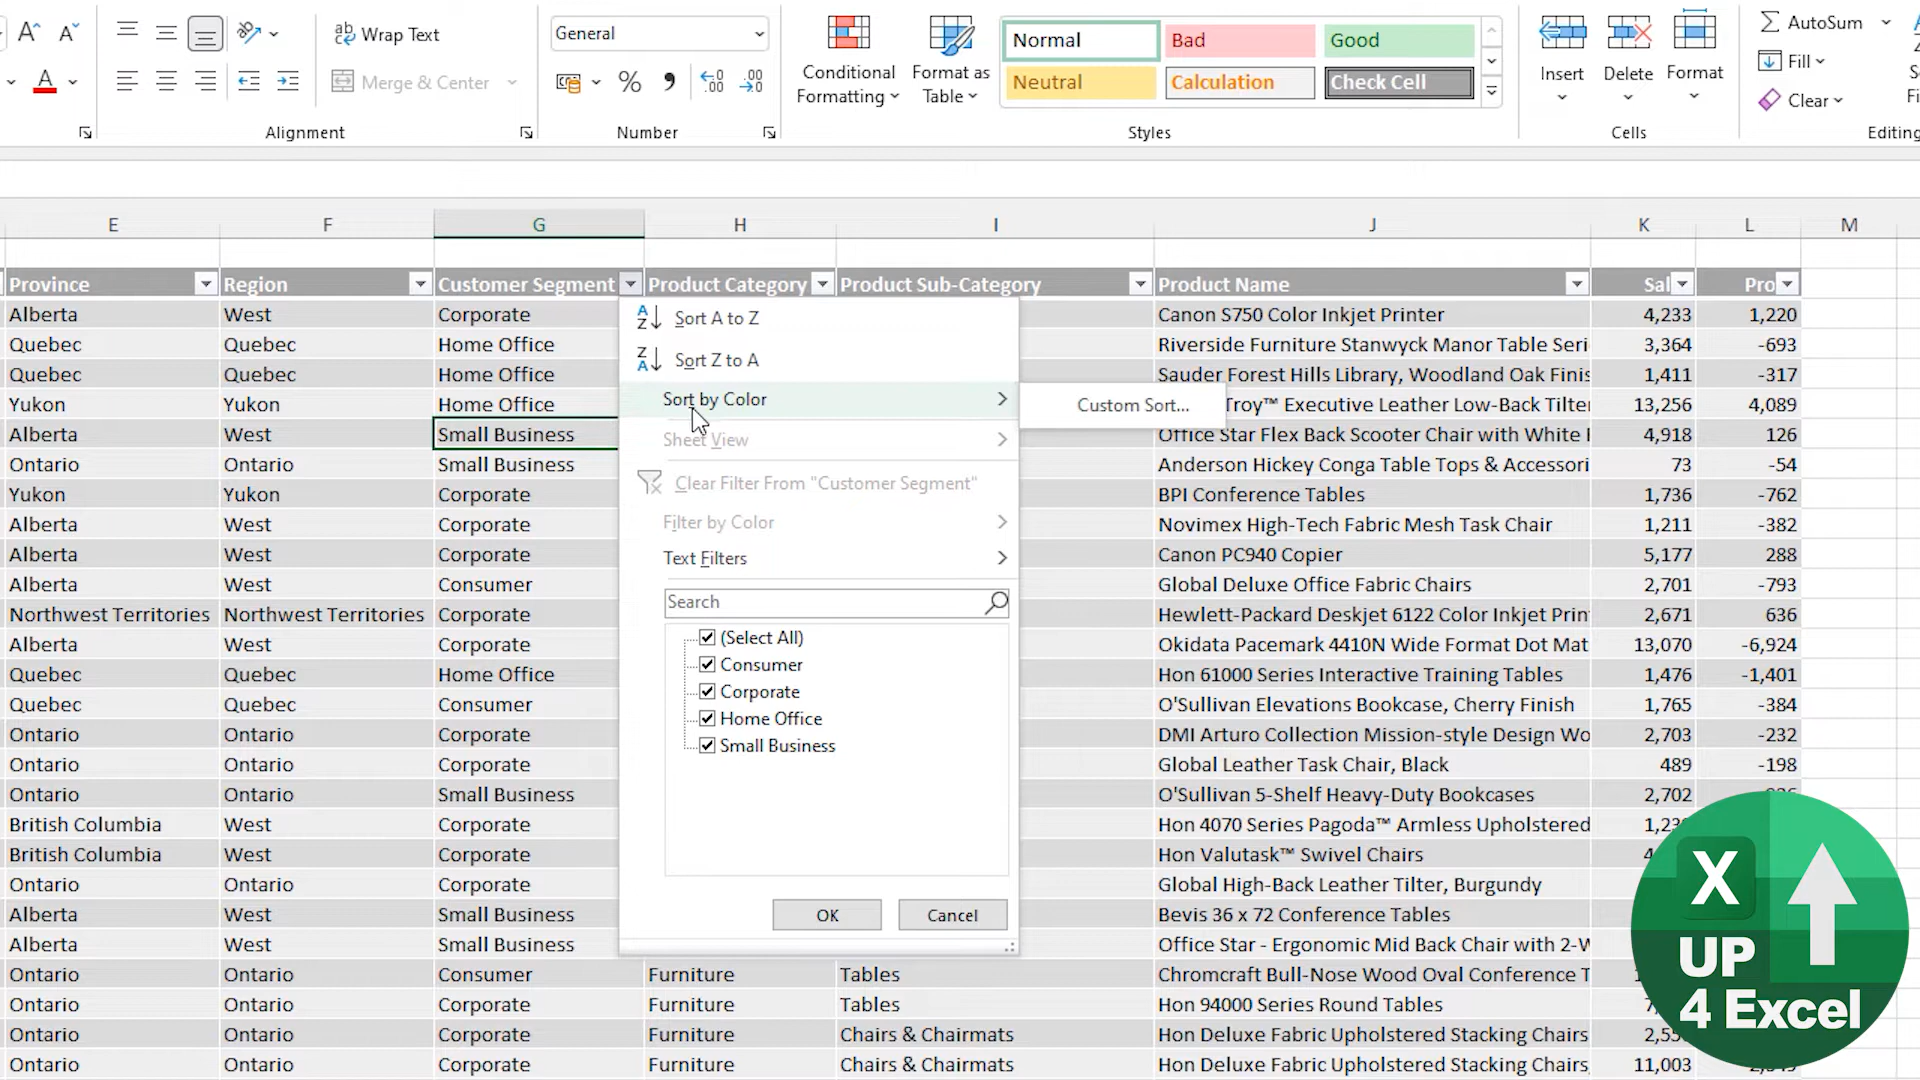 Wrap Text
General
Conditional Formatting
Format as Table
Normal
Bad
Good
Neutral
Calculation
Check Cell
Insert
Delete
Format
AutoSum
Fill
Clear
Merge & Center
Alignment
Number
Styles
Cells
Editing
E F G H I J K L M
Province Region Customer Segment Product Category Product Sub-Category Product Name Sal Pro
Alberta West Corporate Canon S750 Color Inkjet Printer 4,233 1,220
Quebec Quebec Home Office Riverside Furniture Stanwyck Manor Table Seri 3,364 -693
Quebec Quebec Home Office Sauder Forest Hills Library, Woodland Oak Finis 1,411 -317
Yukon Yukon Home Office Troy™ Executive Leather Low-Back Tilter 13,256 4,089
Alberta West Small Business Office Star Flex Back Scooter Chair with White 4,918 126
Ontario Ontario Small Business Anderson Hickey Conga Table Tops & Accessori 73 -54
Yukon Yukon Corporate BPI Conference Tables 1,736 -762
Alberta West Corporate Novimex High-Tech Fabric Mesh Task Chair 1,211 -382
Alberta West Corporate Canon PC940 Copier 5,177 288
Alberta West Consumer Global Deluxe Office Fabric Chairs 2,701 -793
Northwest Territories Northwest Territories Corporate Hewlett-Packard Deskjet 6122 Color Inkjet Prin 2,671 636
Alberta West Corporate Okidata Pacemark 4410N Wide Format Dot Mat 13,070 -6,924
Quebec Quebec Home Office Hon 61000 Series Interactive Training Tables 1,476 -1,401
Quebec Quebec Consumer O'Sullivan Elevations Bookcase, Cherry Finish 1,765 -384
Ontario Ontario Corporate DMI Arturo Collection Mission-style Design Wo 2,703 -232
Ontario Ontario Corporate Global Leather Task Chair, Black 489 -198
Ontario Ontario Small Business O'Sullivan 5-Shelf Heavy-Duty Bookcases 2,702
British Columbia West Corporate Hon 4070 Series Pagoda™ Armless Upholstered
British Columbia West Corporate Hon Valutask™ Swivel Chairs
Ontario Ontario Corporate Global High-Back Leather Tilter, Burgundy
Alberta West Small Business Bevis 36 x 72 Conference Tables
Alberta West Small Business Office Star - Ergonomic Mid Back Chair with 2-W
Ontario Ontario Consumer Furniture Tables Chromcraft Bull-Nose Wood Oval Conference T
Ontario Ontario Corporate Furniture Tables Hon 94000 Series Round Tables
Ontario Ontario Corporate Furniture Chairs & Chairmats Hon Deluxe Fabric Upholstered Stacking Chairs
Ontario Ontario Corporate Furniture Chairs & Chairmats Hon Deluxe Fabric Upholstered Stacking Chairs, 11,003
Sort A to Z
Sort Z to A
Sort by Color
Custom Sort...
Sheet View
Clear Filter From "Customer Segment"
Filter by Color
Text Filters
Search
(Select All)
Consumer
Corporate
Home Office
Small Business
OK
Cancel
X
UP
4 Excel